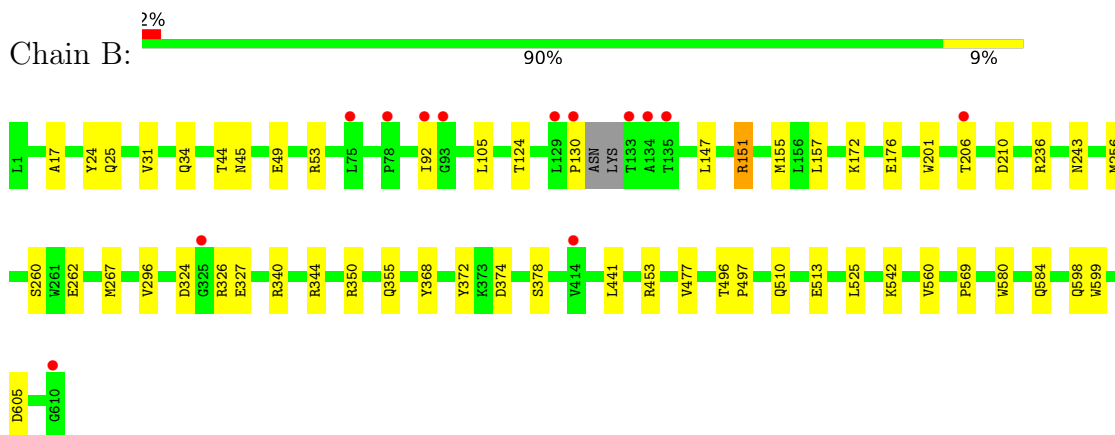 2%
Chain B:
90% 9%
L1 A17 Y24 Q25 V31 Q34 T44 N45 E49 R53 L75 P78 I92 G93 L105 T124 L129 P130 ASN LYS T133 A134 T135 L147 R151 M155 L156 L157 K172 E176 W201 T206 D210 R236 N243 M256
S260 W261 E262 M267 V296 D324 G325 R326 E327 R340 R344 R350 Q355 Y368 Y372 K373 D374 S378 V414 L441 R453 V477 T496 P497 Q510 E513 L525 K542 V560 P569 W580 Q584 Q598 W599
D605 G610